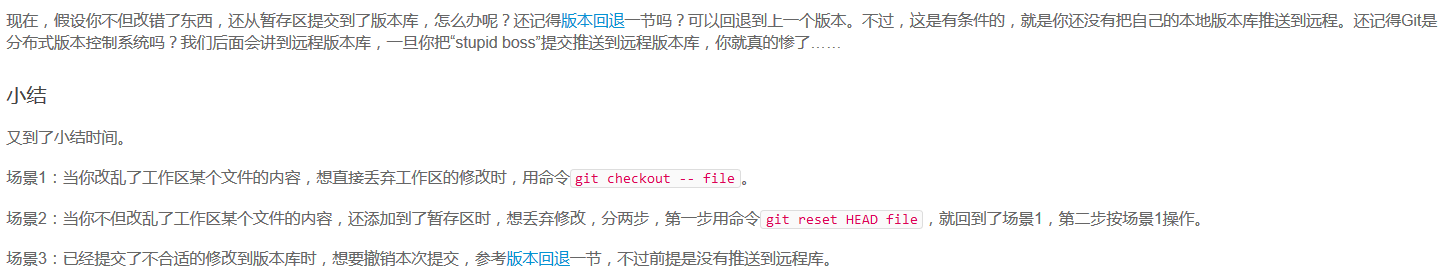 现在，假设你不但改错了东西，还从暂存区提交到了版本库，怎么办呢？还记得版本回退一节吗？可以回退到上一个版本。不过，这是有条件的，就是你还没有把自己的本地版本库推送到远程。还记得Git是
分布式版本控制系统吗？我们后面会讲到远程版本库，一旦你把“stupid boss”提交推送到远程版本库，你就真的惨了……
小结
又到了小结时间。
场景1：当你改乱了工作区某个文件的内容，想直接丢弃工作区的修改时，用命令git checkout -- file。
场景2：当你不但改乱了工作区某个文件的内容，还添加到了暂存区时，想丢弃修改，分两步，第一步用命令git reset HEAD file，就回到了场景1，第二步按场景1操作。
场景3：已经提交了不合适的修改到版本库时，想要撤销本次提交，参考版本回退一节，不过前提是没有推送到远程库。